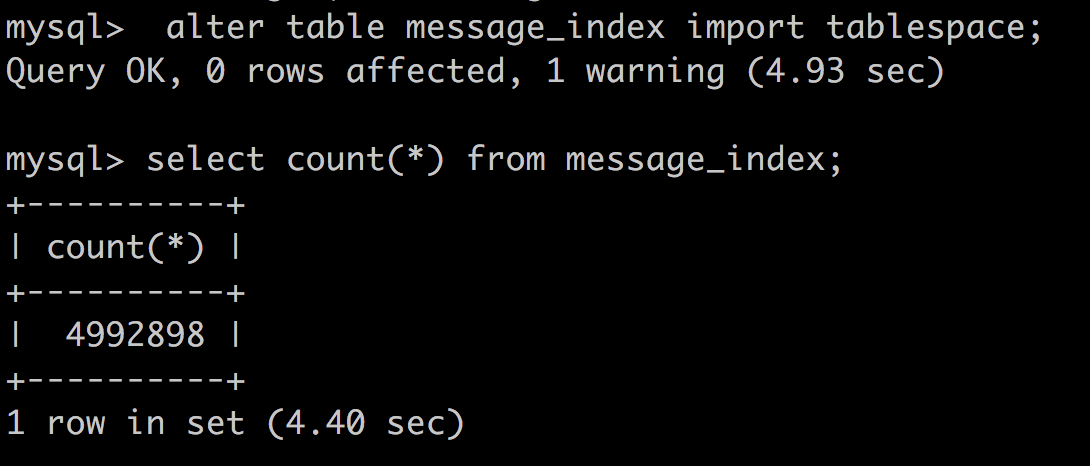 mysql>  alter table message_index import tablespace;
Query OK, 0 rows affected, 1 warning (4.93 sec)
mysql> select count(*) from message_index;
+----------+
| count(*) |
+----------+
|  4992898 |
+----------+
1 row in set (4.40 sec)